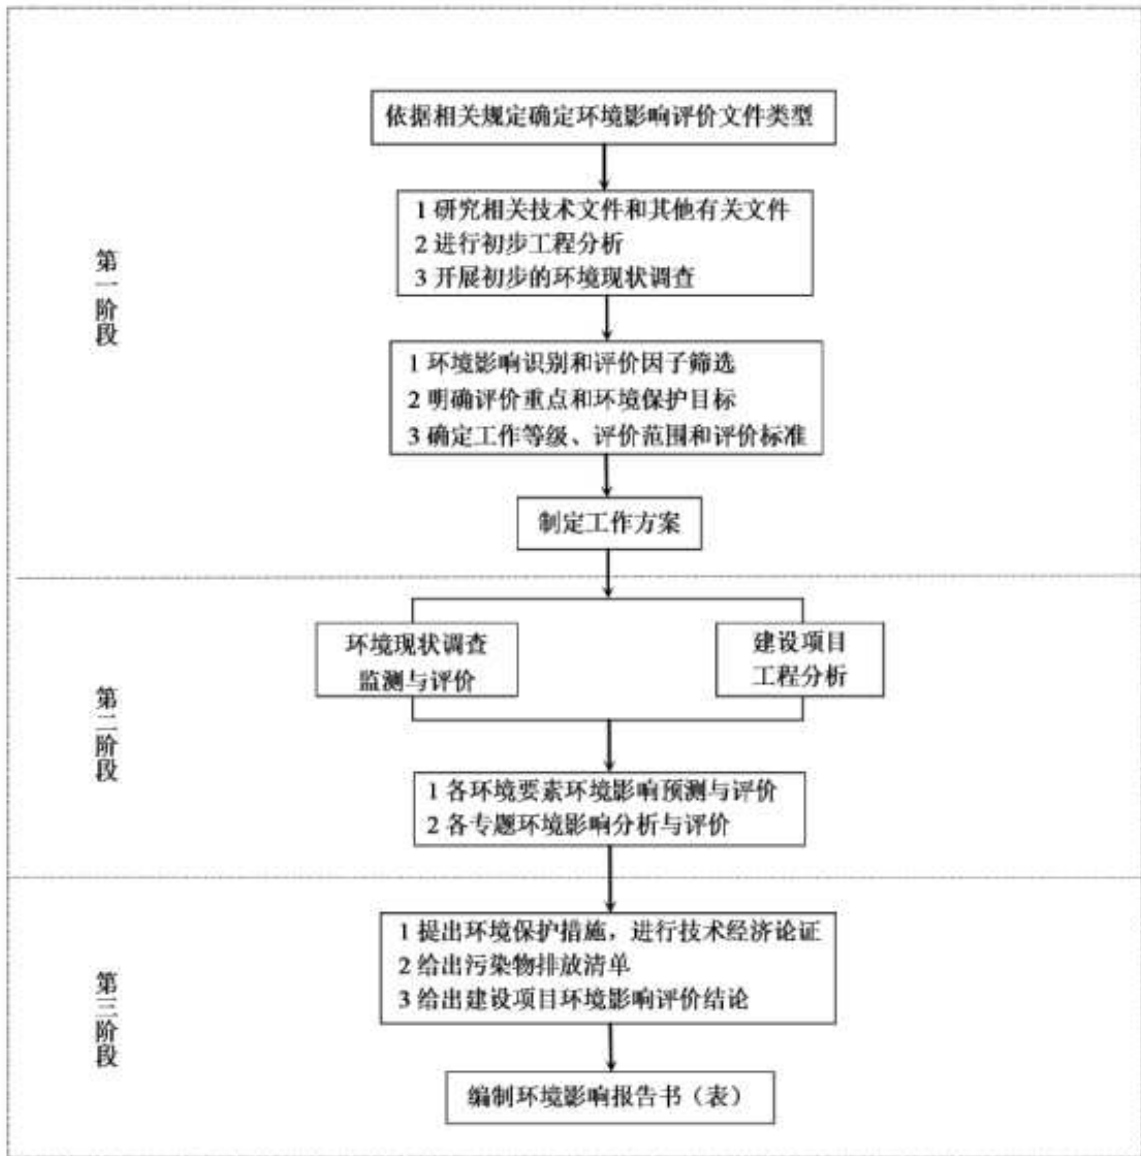 依据相关规定确定环境影响评价文件类型
1 研究相关技术文件和其他有关文件
2 进行初步工程分析
3 开展初步的环境现状调查
第一阶段
1 环境影响识别和评价因子筛选
2 明确评价重点和环境保护目标
3 确定工作等级、评价范围和评价标准
制定工作方案
环境现状调查
监测与评价
建设项目
工程分析
第二阶段
1 各环境要素环境影响预测与评价
2 各专题环境影响分析与评价
1 提出环境保护措施，进行技术经济论证
2 给出污染物排放清单
3 给出建设项目环境影响评价结论
第三阶段
编制环境影响报告书（表）